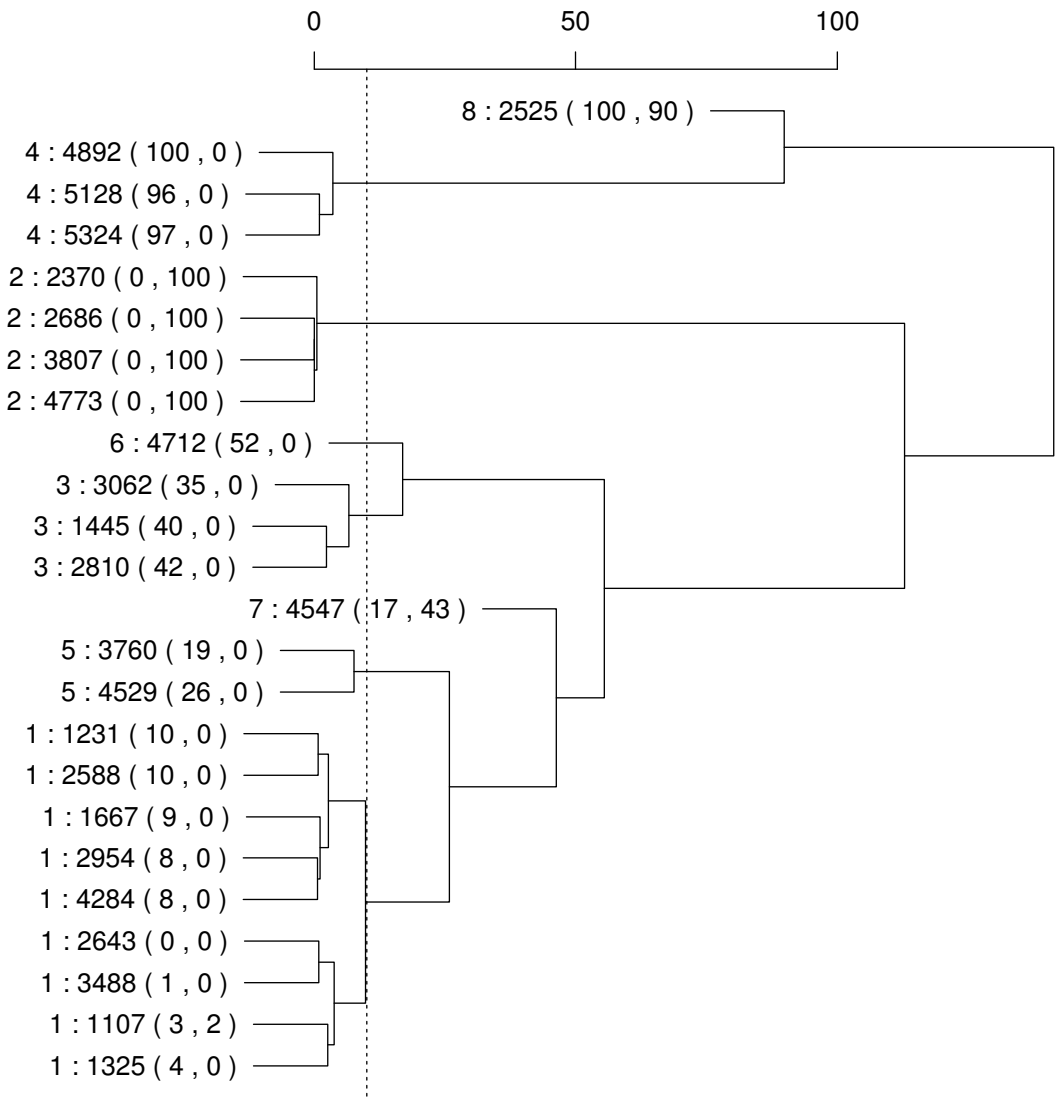 0 50 100
8 : 2525 ( 100 , 90 )
4 : 4892 ( 100 , 0 )
4 : 5128 ( 96 , 0 )
4 : 5324 ( 97 , 0 )
2 : 2370 ( 0 , 100 )
2 : 2686 ( 0 , 100 )
2 : 3807 ( 0 , 100 )
2 : 4773 ( 0 , 100 )
6 : 4712 ( 52 , 0 )
3 : 3062 ( 35 , 0 )
3 : 1445 ( 40 , 0 )
3 : 2810 ( 42 , 0 )
7 : 4547 ( 17 , 43 )
5 : 3760 ( 19 , 0 )
5 : 4529 ( 26 , 0 )
1 : 1231 ( 10 , 0 )
1 : 2588 ( 10 , 0 )
1 : 1667 ( 9 , 0 )
1 : 2954 ( 8 , 0 )
1 : 4284 ( 8 , 0 )
1 : 2643 ( 0 , 0 )
1 : 3488 ( 1 , 0 )
1 : 1107 ( 3 , 2 )
1 : 1325 ( 4 , 0 )